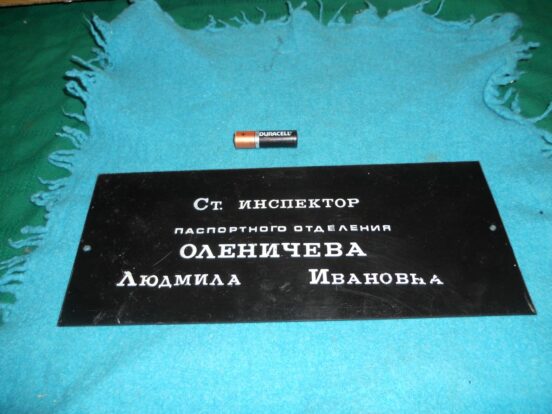 DURACELL
Ст. инспектор
ПАСПОРТНОГО ОТДЕЛЕНИЯ
ОЛЕНИЧЕВА
Людмила Ивановна